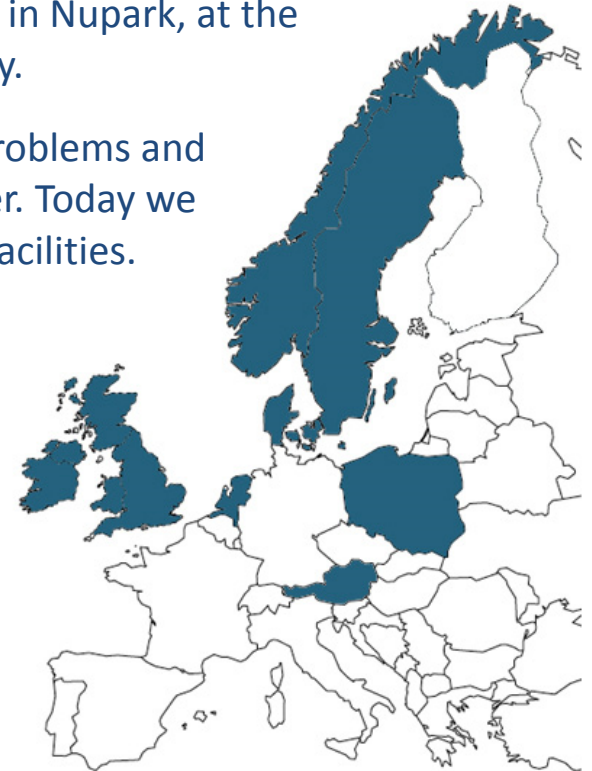 in Nupark, at the
y.
roblems and
er. Today we
acilities.